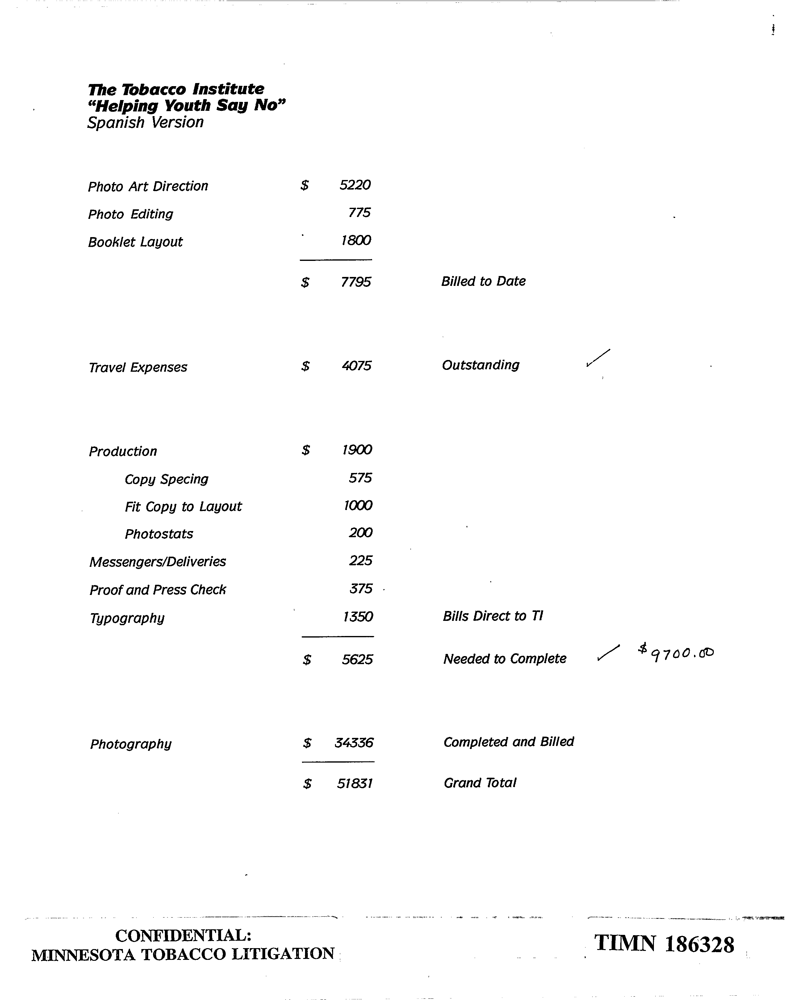 The Tobacco Institute
“Helping Youth Say No”
Spanish Version
Photo Art Direction $ 5220
Photo Editing 775
Booklet Layout 1800
$ 7795 Billed to Date
Travel Expenses $ 4075 Outstanding ✓
Production $ 1900
Copy Specing 575
Fit Copy to Layout 1000
Photostats 200
Messengers/Deliveries 225
Proof and Press Check 375
Typography 1350 Bills Direct to TI
$ 5625 Needed to Complete ✓ $9700.00
Photography $ 34336 Completed and Billed
$ 51831 Grand Total
CONFIDENTIAL:
MINNESOTA TOBACCO LITIGATION
TIMN 186328